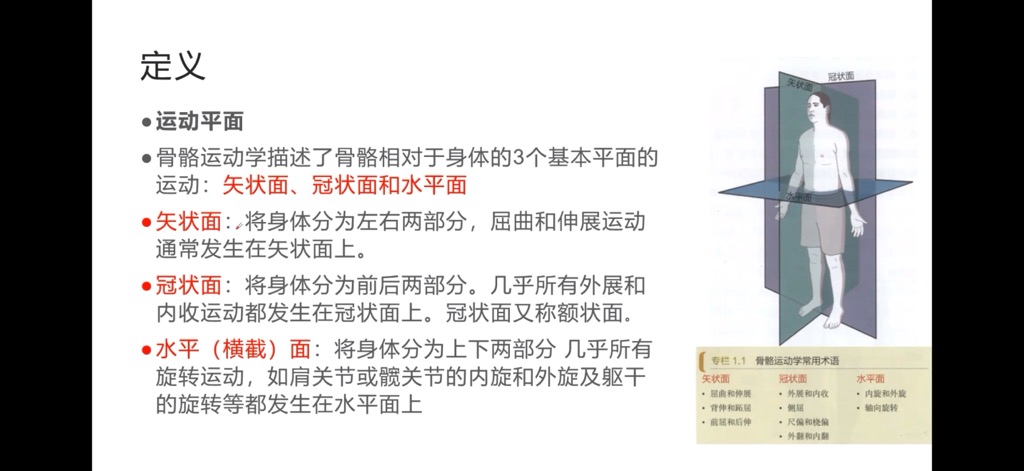 定义
●运动平面
●骨骼运动学描述了骨骼相对于身体的3个基本平面的
运动：矢状面、冠状面和水平面
●矢状面：将身体分为左右两部分，屈曲和伸展运动
通常发生在矢状面上。
●冠状面：将身体分为前后两部分。几乎所有外展和
内收运动都发生在冠状面上。冠状面又称额状面.
●水平（横截）面：将身体分为上下两部分 几乎所有
旋转运动，如肩关节或髋关节的内旋和外旋及躯干
的旋转等都发生在水平面上
冠状面
矢状面
水平面
专栏 1.1 骨骼运动学常用术语
矢状面 冠状面 水平面
• 屈曲和伸展 • 外展和内收 • 内旋和外旋
• 背伸和跖屈 • 侧屈 • 轴向旋转
• 前屈和后伸 • 尺偏和桡偏
• 外翻和内翻